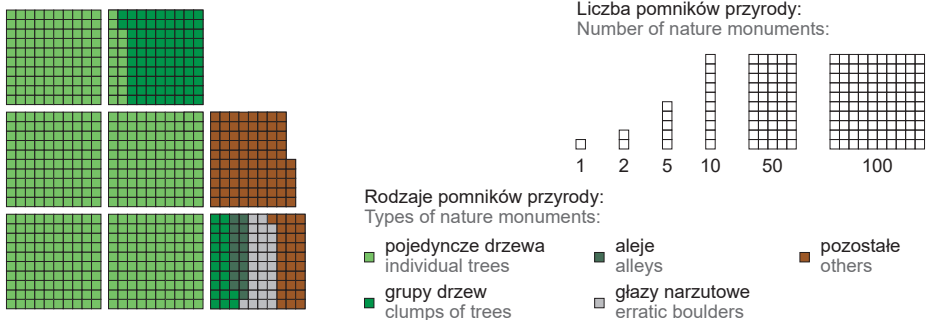 Liczba pomników przyrody:
Number of nature monuments:
1 2 5 10 50 100
Rodzaje pomników przyrody:
Types of nature monuments:
pojedyncze drzewa
individual trees
aleje
alleys
pozostałe
others
grupy drzew
clumps of trees
głazy narzutowe
erratic boulders